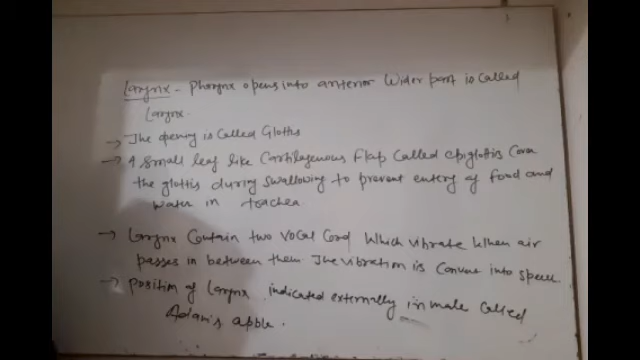 Larynx - Pharynx opens into anterior wider part is called
Larynx.
→ The opening is called Glottis
→ A small leaf like Cartilagenous Flap called epiglottis Cover
the glottis during swallowing to prevent entery of food and
water in trachea
→ Larynx Contain two vocal Cord which vibrate when air
passes in between them. The vibration is Convert into speech
→ Position of Larynx indicated externally in male called
Adam's apple.